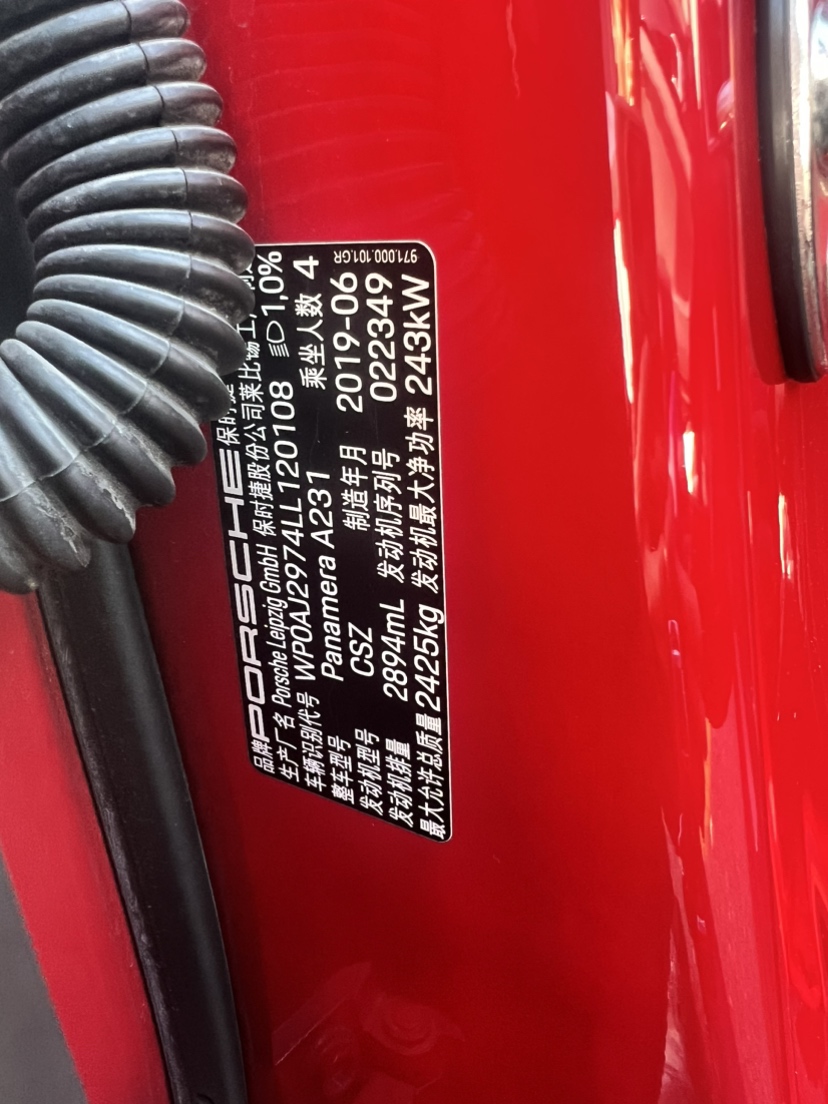 品牌 PORSCHE 保时捷
生产厂名 Porsche Leipzig GmbH 保时捷股份公司莱比锡工厂
车辆识别代号 WP0AJ2974LL120108 1,0%
整车型号 Panamera A231 乘坐人数 4
发动机型号 CSZ 制造年月 2019-06
发动机排量 2894mL 发动机序列号 022349
最大允许总质量 2425kg 发动机最大净功率 243kW
971.000.101.GR